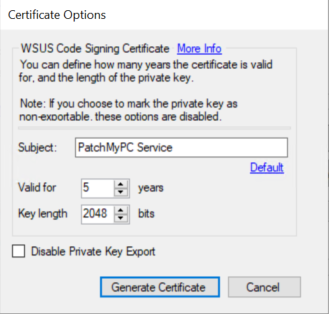 Certificate Options
WSUS Code Signing Certificate More Info
You can define how many years the certificate is valid
for, and the length of the private key.
Note: If you choose to mark the private key as
non-exportable, these options are disabled.
Subject: PatchMyPC Service
Default
Valid for 5 years
Key length 2048 bits
Disable Private Key Export
Generate Certificate Cancel